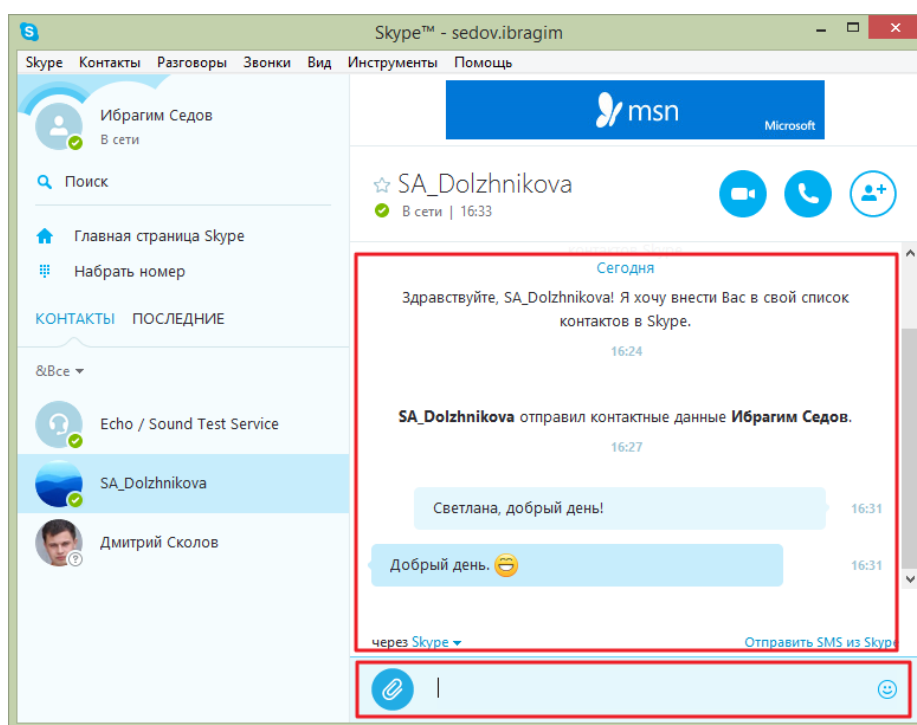 Skype™ - sedov.ibragim
Skype Контакты Разговоры Звонки Вид Инструменты Помощь
Ибрагим Седов
В сети
Поиск
Главная страница Skype
Набрать номер
КОНТАКТЫ ПОСЛЕДНИЕ
&Все
Echo / Sound Test Service
SA_Dolzhnikova
Дмитрий Сколов
msn
Microsoft
SA_Dolzhnikova
В сети | 16:33
контактов Skype.
Сегодня
Здравствуйте, SA_Dolzhnikova! Я хочу внести Вас в свой список
контактов в Skype.
16:24
SA_Dolzhnikova отправил контактные данные Ибрагим Седов.
16:27
Светлана, добрый день! 16:31
Добрый день. 16:31
через Skype Отправить SMS из Skype